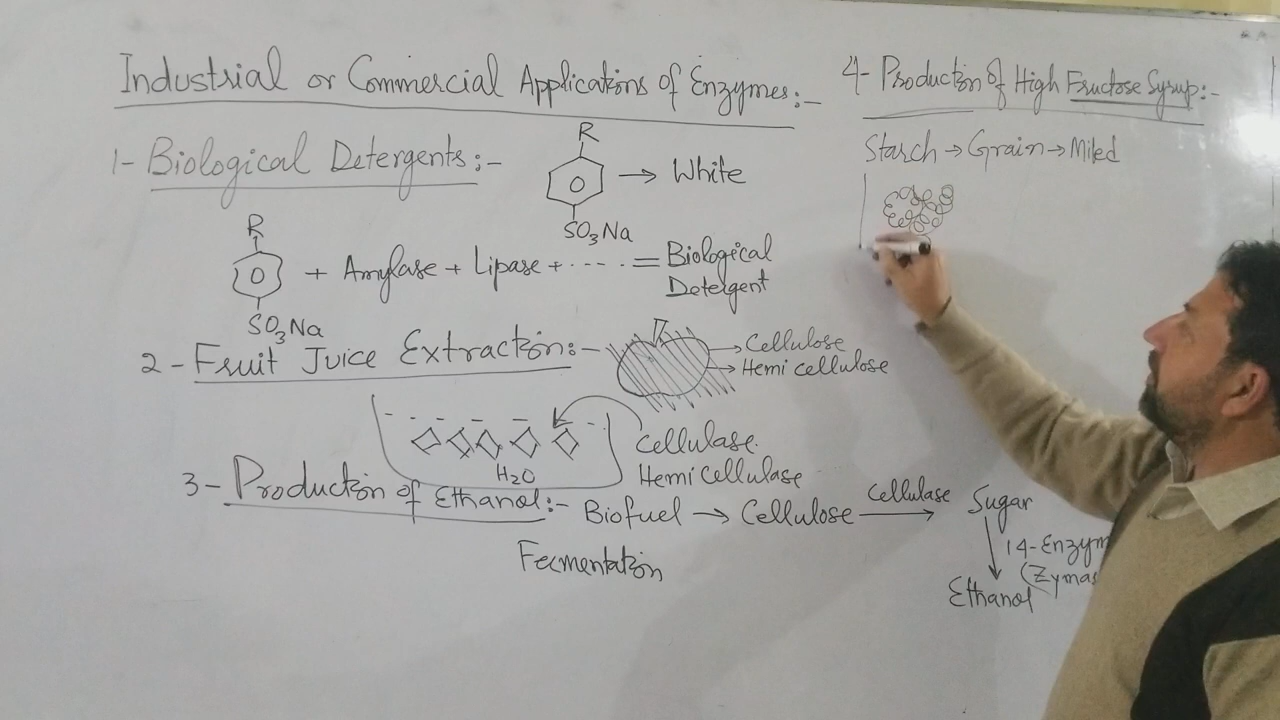 Industrial or Commercial Applications of Enzymes:-
1- Biological Detergents:-
R
SO3Na
→ White
R
SO3Na
+ Amylase + Lipase + ..... = Biological
Detergent
2- Fruit Juice Extraction:-
→ Cellulose
→ Hemi cellulose
H2O
Cellulase.
Hemi Cellulase
3- Production of Ethanol:- Biofuel → Cellulose
Cellulase
→ Sugar
14-Enzym
(Zymas
Ethanol
Fermentation
4- Production of High Fructose Syrup:-
Starch → Grain → Milled